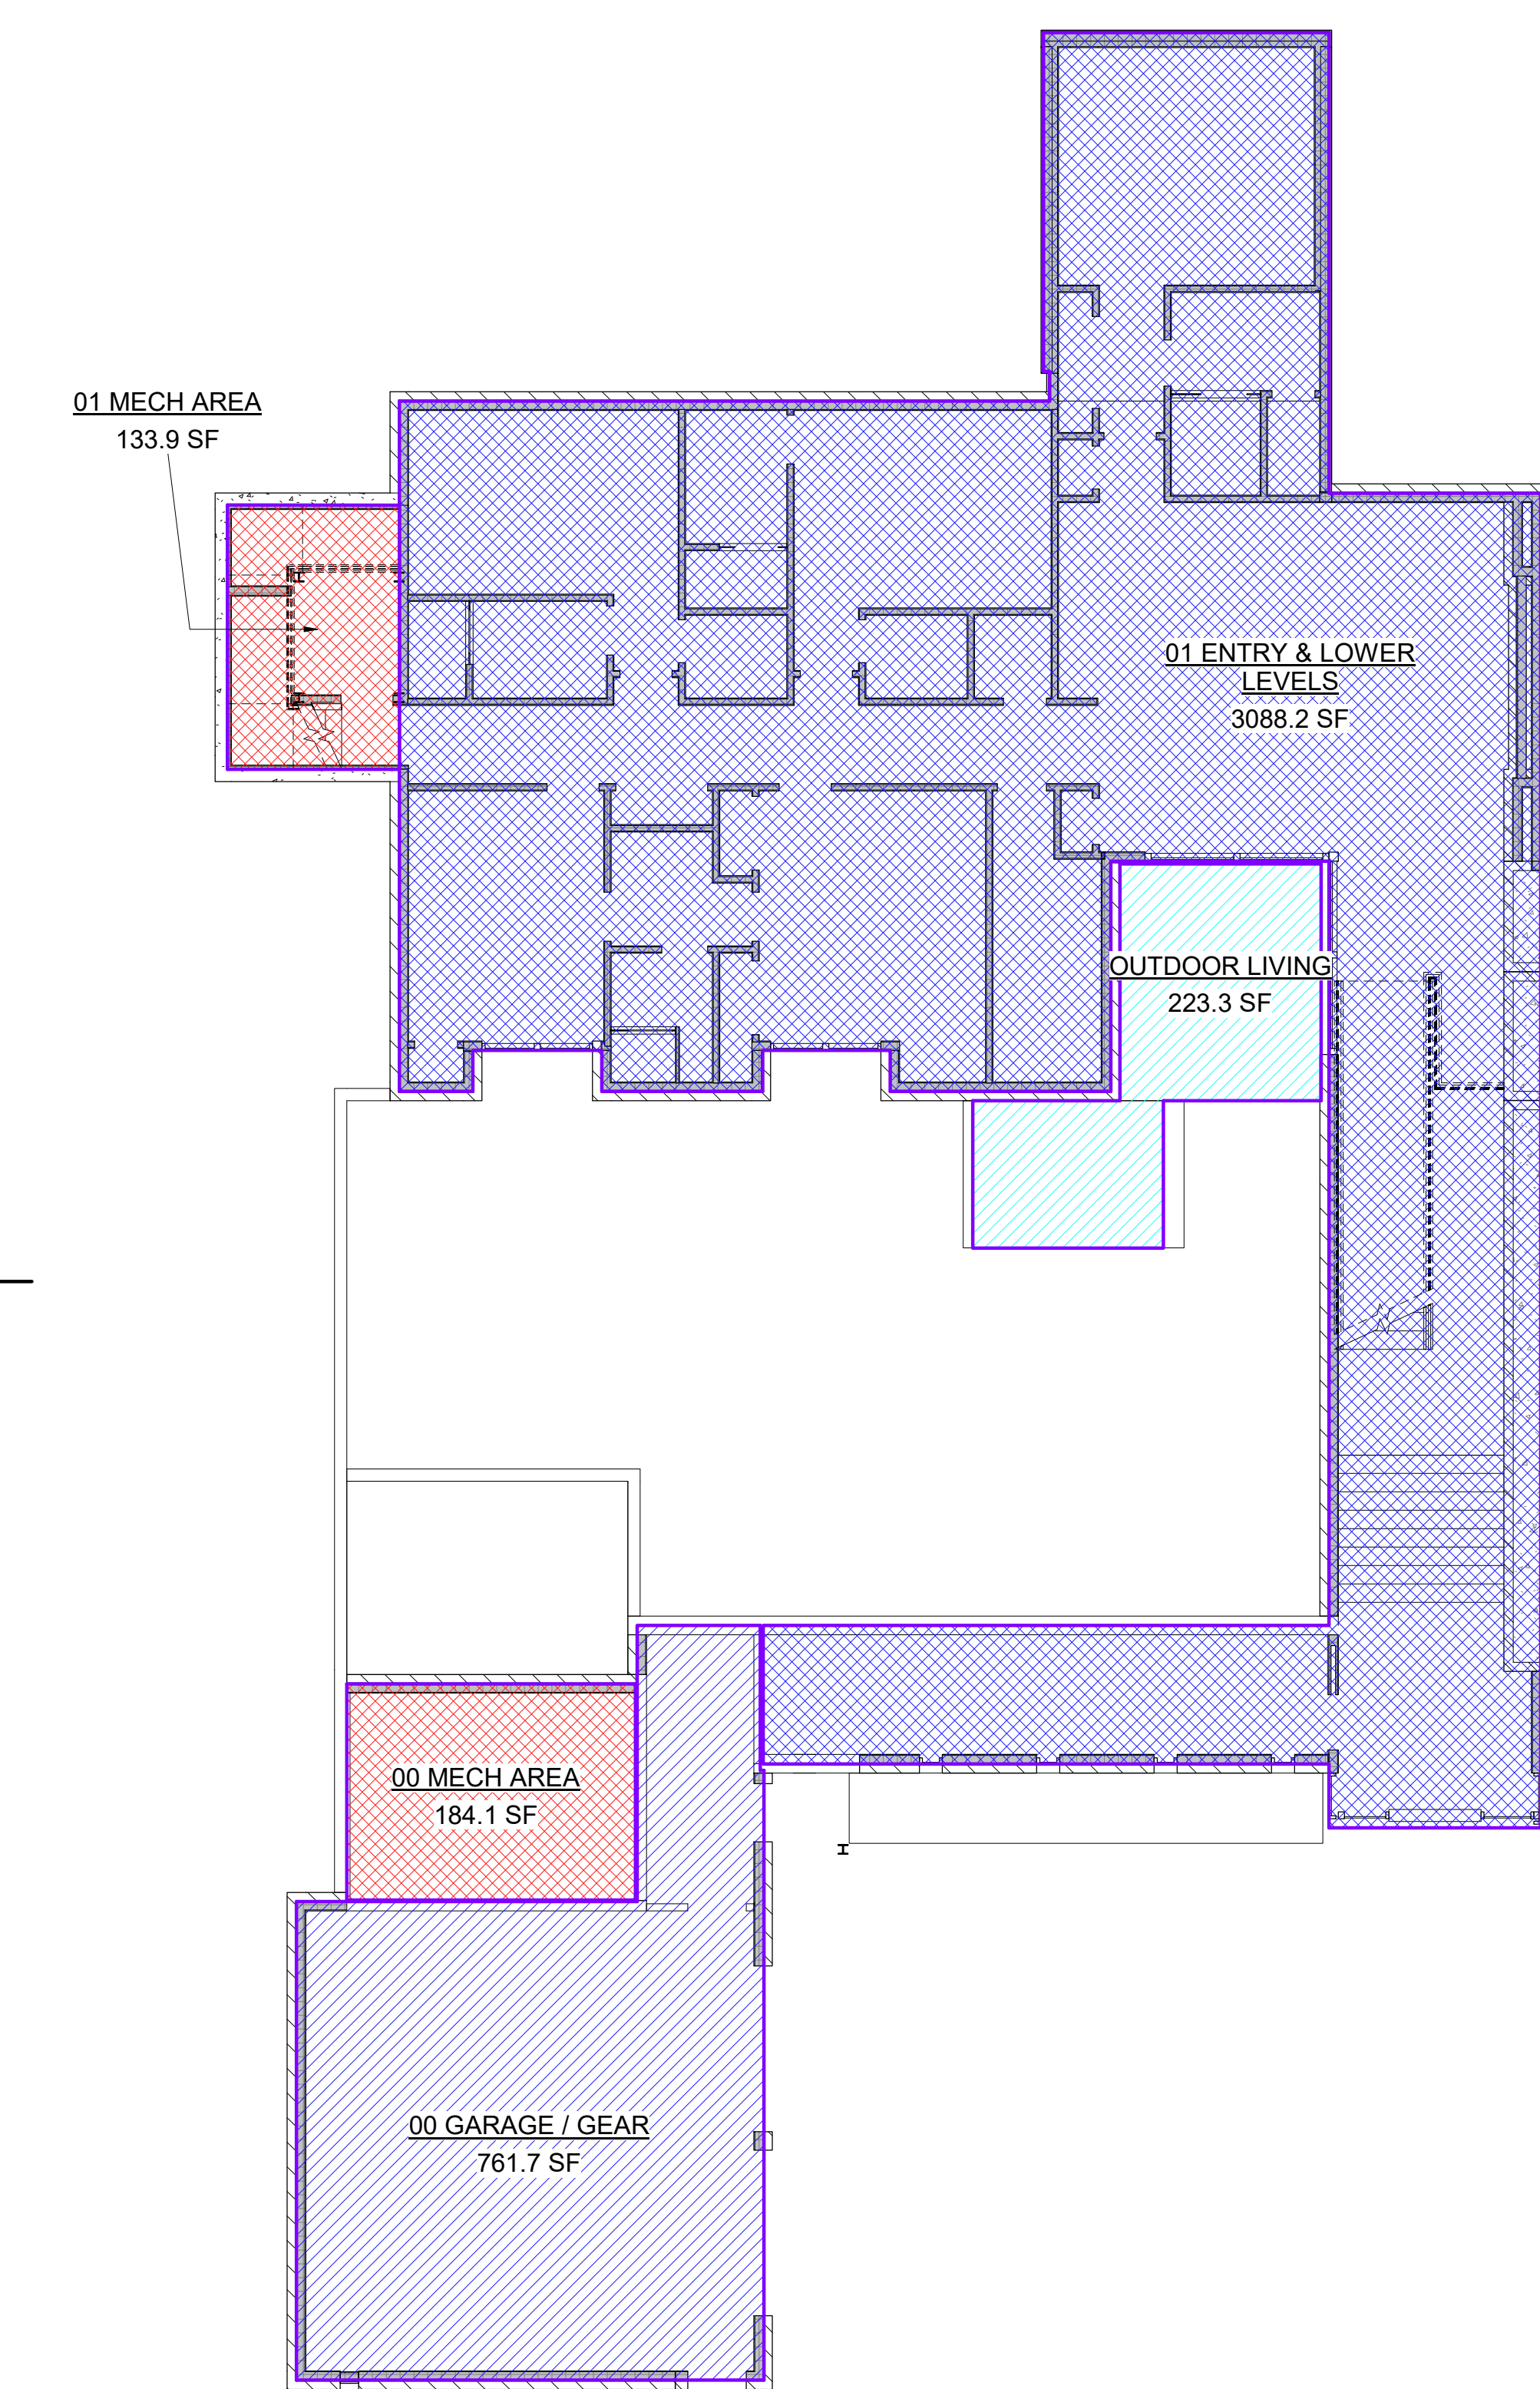 01 MECH AREA
133.9 SF
01 ENTRY & LOWER
LEVELS
3088.2 SF
OUTDOOR LIVING
223.3 SF
00 MECH AREA
184.1 SF
00 GARAGE / GEAR
761.7 SF